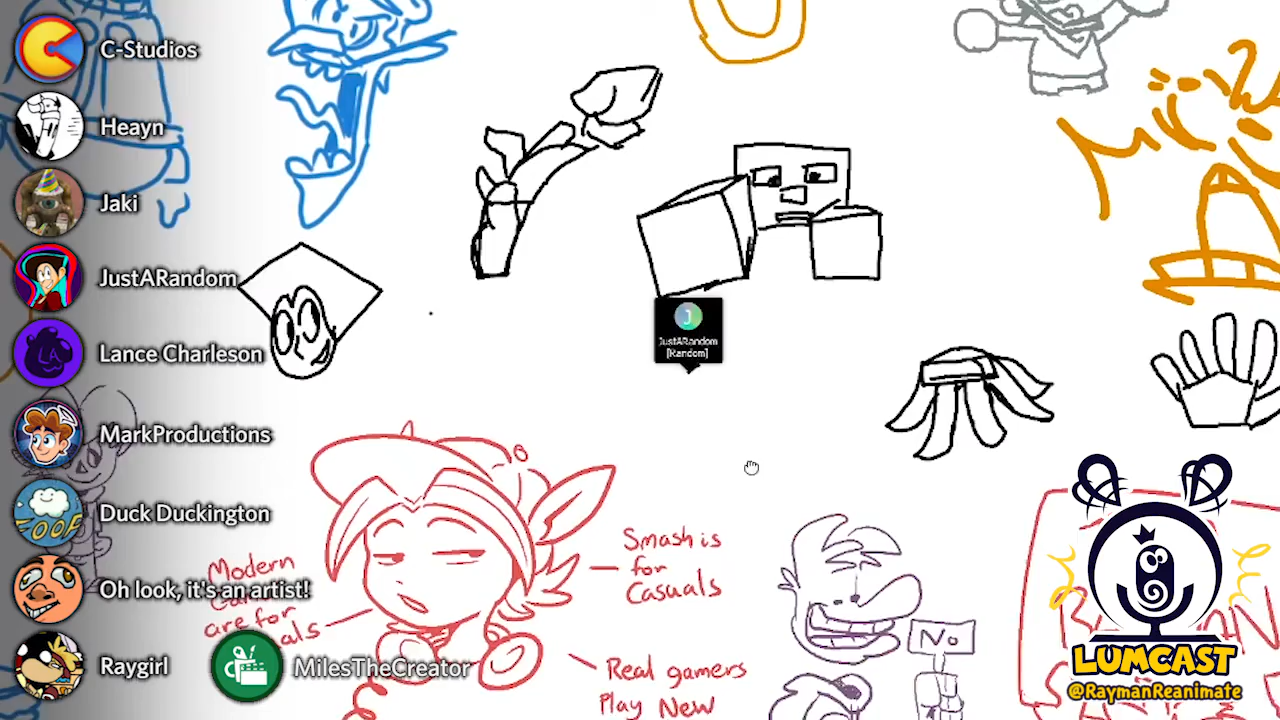 C-Studios
Heayn
Jaki
JustARandom
Lance Charleson
MarkProductions
Duck Duckington
Oh look, it's an artist!
Raygirl
MilesTheCreator
J
JustARandom
[Random]
Modern
are for
Smash is
for
Casuals
Real gamers
Play New
No
LA
LUMCAST
@RaymanReanimate